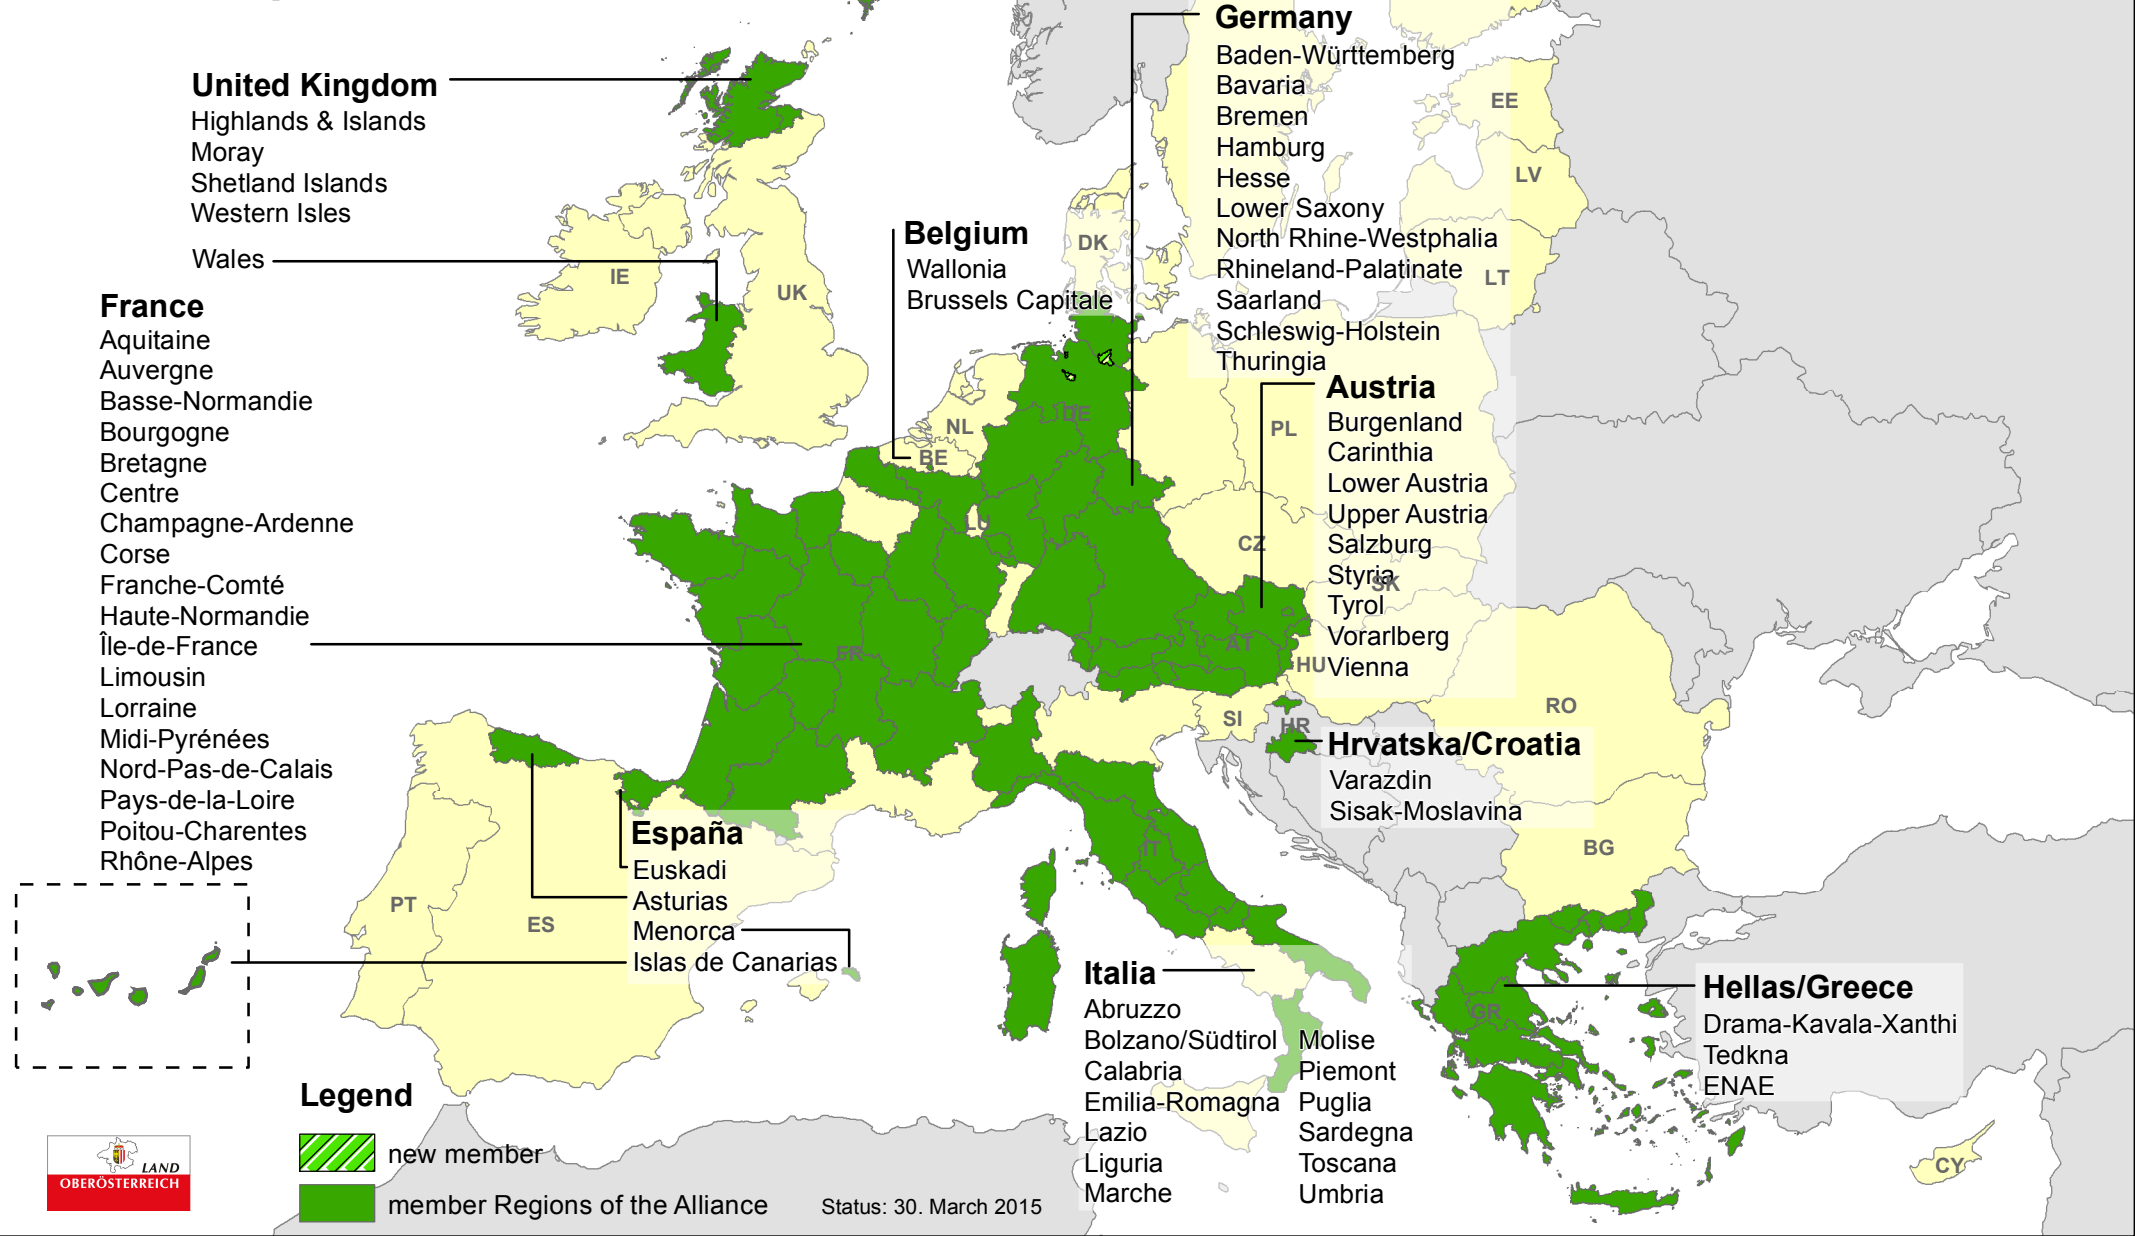 United Kingdom
Highlands & Islands
Moray
Shetland Islands
Western Isles
Wales
France
Aquitaine
Auvergne
Basse-Normandie
Bourgogne
Bretagne
Centre
Champagne-Ardenne
Corse
Franche-Comté
Haute-Normandie
Île-de-France
Limousin
Lorraine
Midi-Pyrénées
Nord-Pas-de-Calais
Pays-de-la-Loire
Poitou-Charentes
Rhône-Alpes
Belgium
Wallonia
Brussels Capitale
Germany
Baden-Württemberg
Bavaria
Bremen
Hamburg
Hesse
Lower Saxony
North Rhine-Westphalia
Rhineland-Palatinate
Saarland
Schleswig-Holstein
Thuringia
Austria
Burgenland
Carinthia
Lower Austria
Upper Austria
Salzburg
Styria
Tyrol
Vorarlberg
Vienna
Hrvatska/Croatia
Varazdin
Sisak-Moslavina
España
Euskadi
Asturias
Menorca
Islas de Canarias
Italia
Abruzzo
Bolzano/Südtirol
Calabria
Emilia-Romagna
Lazio
Liguria
Marche
Molise
Piemont
Puglia
Sardegna
Toscana
Umbria
Hellas/Greece
Drama-Kavala-Xanthi
Tedkna
ENAE
EE
LV
LT
DK
IE
UK
NL
BE
DE
PL
LU
CZ
SK
FR
AT
HU
SI
HR
RO
BG
IT
PT
ES
GR
CY
Legend
new member
member Regions of the Alliance
Status: 30. March 2015
LAND
OBERÖSTERREICH